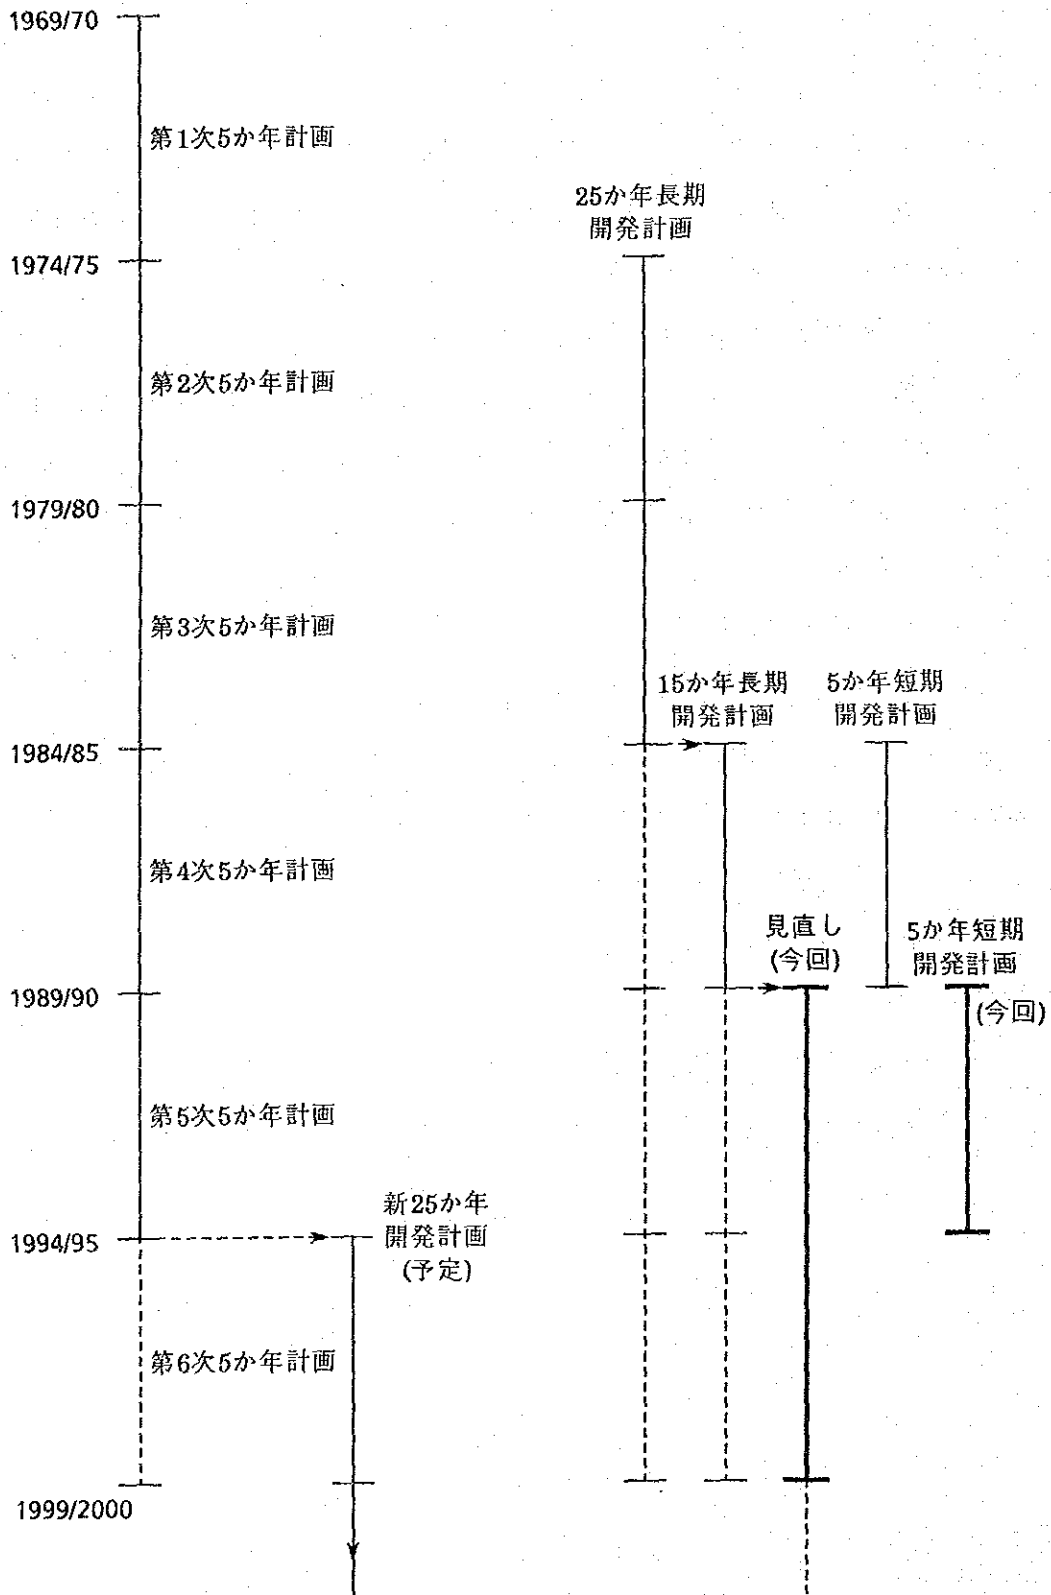 1969/70
第1次5か年計画
25か年長期
開発計画
1974/75
第2次5か年計画
1979/80
第3次5か年計画
15か年長期
開発計画
5か年短期
開発計画
1984/85
第4次5か年計画
見直し
(今回)
5か年短期
開発計画
(今回)
1989/90
第5次5か年計画
新25か年
開発計画
(予定)
1994/95
第6次5か年計画
1999/2000